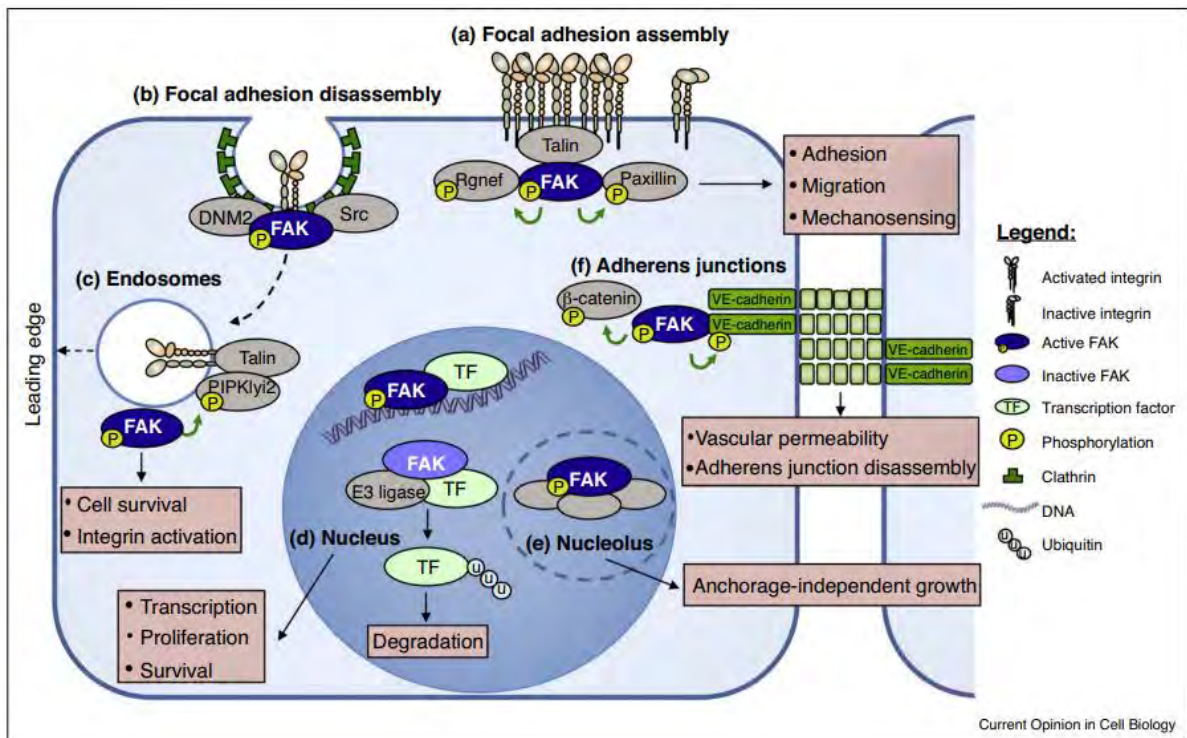 (a) Focal adhesion assembly
(b) Focal adhesion disassembly
Talin
Rgnef
P
FAK
P
Paxillin
P
• Adhesion
• Migration
• Mechanosensing
DNM2
FAK
P
Src
(c) Endosomes
Talin
PIPKIyi2
P
FAK
P
Leading edge
• Cell survival
• Integrin activation
(f) Adherens junctions
β-catenin
P
FAK
P
P
VE-cadherin
VE-cadherin
VE-cadherin
VE-cadherin
• Vascular permeability
• Adherens junction disassembly
FAK
P
TF
FAK
E3 ligase
TF
(d) Nucleus
TF
u
u
u
Degradation
• Transcription
• Proliferation
• Survival
FAK
P
(e) Nucleolus
Anchorage-independent growth
Legend:
Activated integrin
Inactive integrin
P
Active FAK
Inactive FAK
TF
Transcription factor
P
Phosphorylation
Clathrin
DNA
u
u
u
Ubiquitin
Current Opinion in Cell Biology